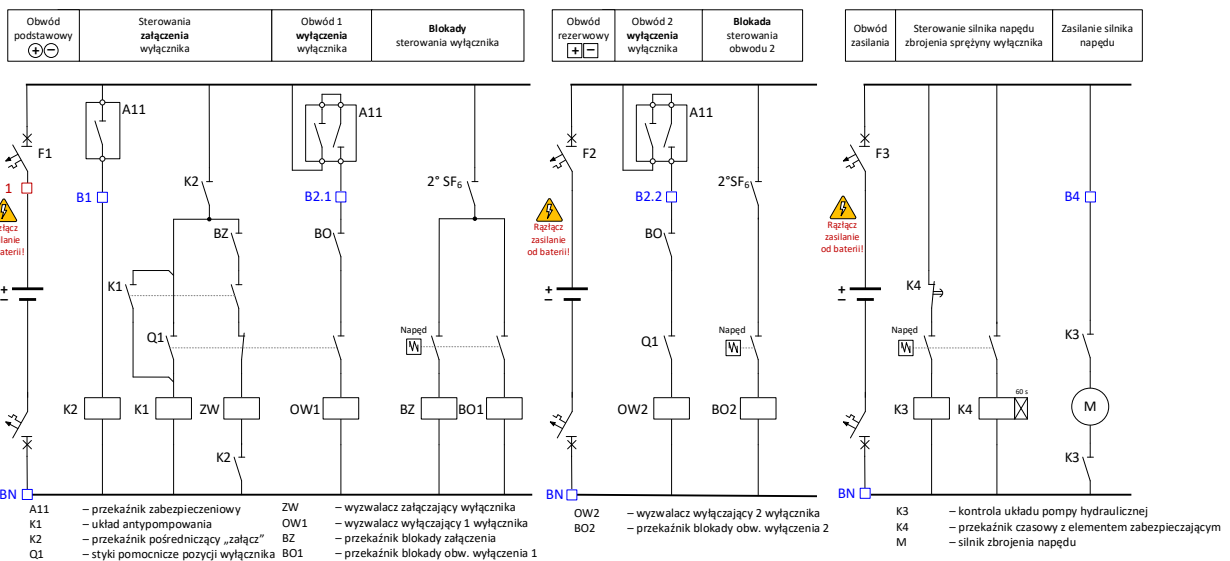 Obwód
podstawowy
+ −
Sterowania
załączenia
wyłącznika
Obwód 1
wyłączenia
wyłącznika
Blokady
sterowania wyłącznika
Obwód
rezerwowy
+ −
Obwód 2
wyłączenia
wyłącznika
Blokada
sterowania
obwodu 2
Obwód
zasilania
Sterowanie silnika napędu
zbrojenia sprężyny wyłącznika
Zasilanie silnika
napędu
A11
A11
A11
F1
F2
F3
1
B1
K2
B2.1
2° SF₆
B2.2
2°SF₆
B4
złącz
ilanie
baterii!
Rązłącz
zasilanie
od baterii!
Rązłącz
zasilanie
od baterii!
BZ
BO
BO
+
−
+
−
+
−
K1
K4
Q1
Napęd
Q1
Napęd
Napęd
K3
60 s
K2
K1
ZW
OW1
BZ
BO1
OW2
BO2
K3
K4
M
K2
K3
BN
BN
BN
A11 – przekaźnik zabezpieczeniowy
K1 – układ antypompowania
K2 – przekaźnik pośredniczący „załącz”
Q1 – styki pomocnicze pozycji wyłącznika
ZW – wyzwalacz załączający wyłącznika
OW1 – wyzwalacz wyłączający 1 wyłącznika
BZ – przekaźnik blokady załączenia
BO1 – przekaźnik blokady obw. wyłączenia 1
OW2 – wyzwalacz wyłączający 2 wyłącznika
BO2 – przekaźnik blokady obw. wyłączenia 2
K3 – kontrola układu pompy hydraulicznej
K4 – przekaźnik czasowy z elementem zabezpieczającym
M – silnik zbrojenia napędu